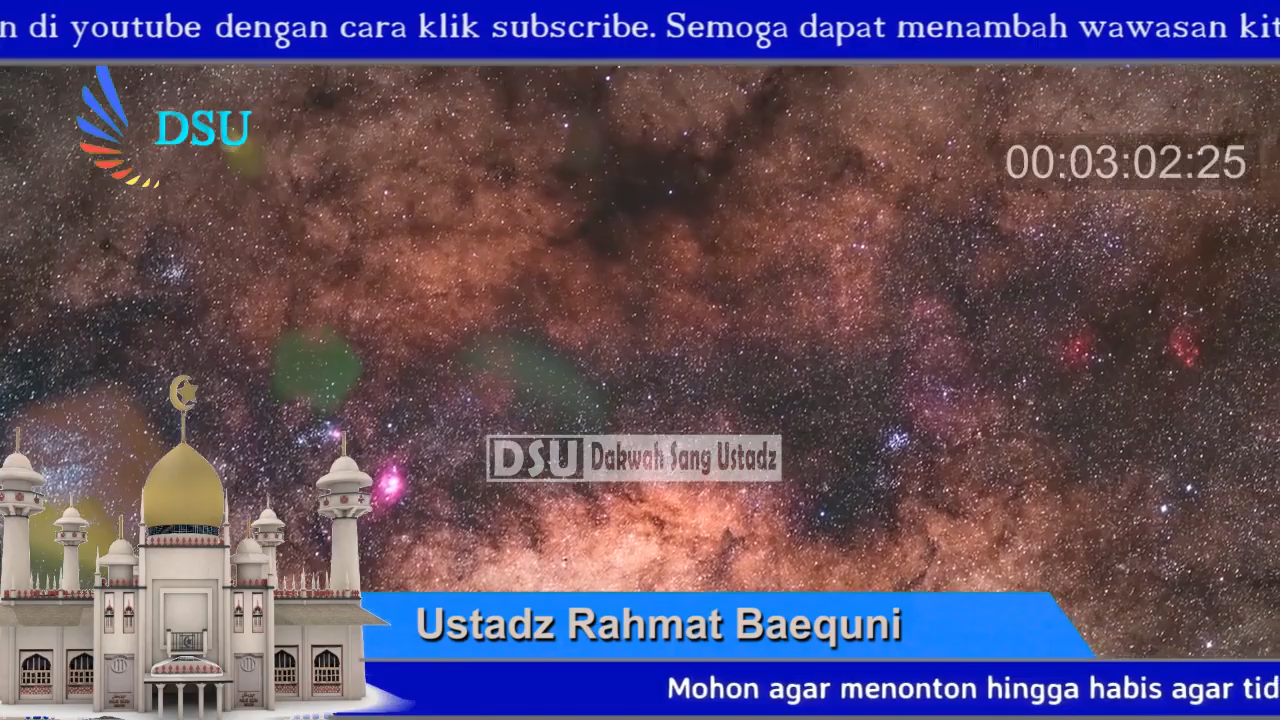 n di youtube dengan cara klik subscribe. Semoga dapat menambah wawasan kit
DSU
00:03:02:25
DSU Dakwah Sang Ustadz
Ustadz Rahmat Baequni
Mohon agar menonton hingga habis agar tid